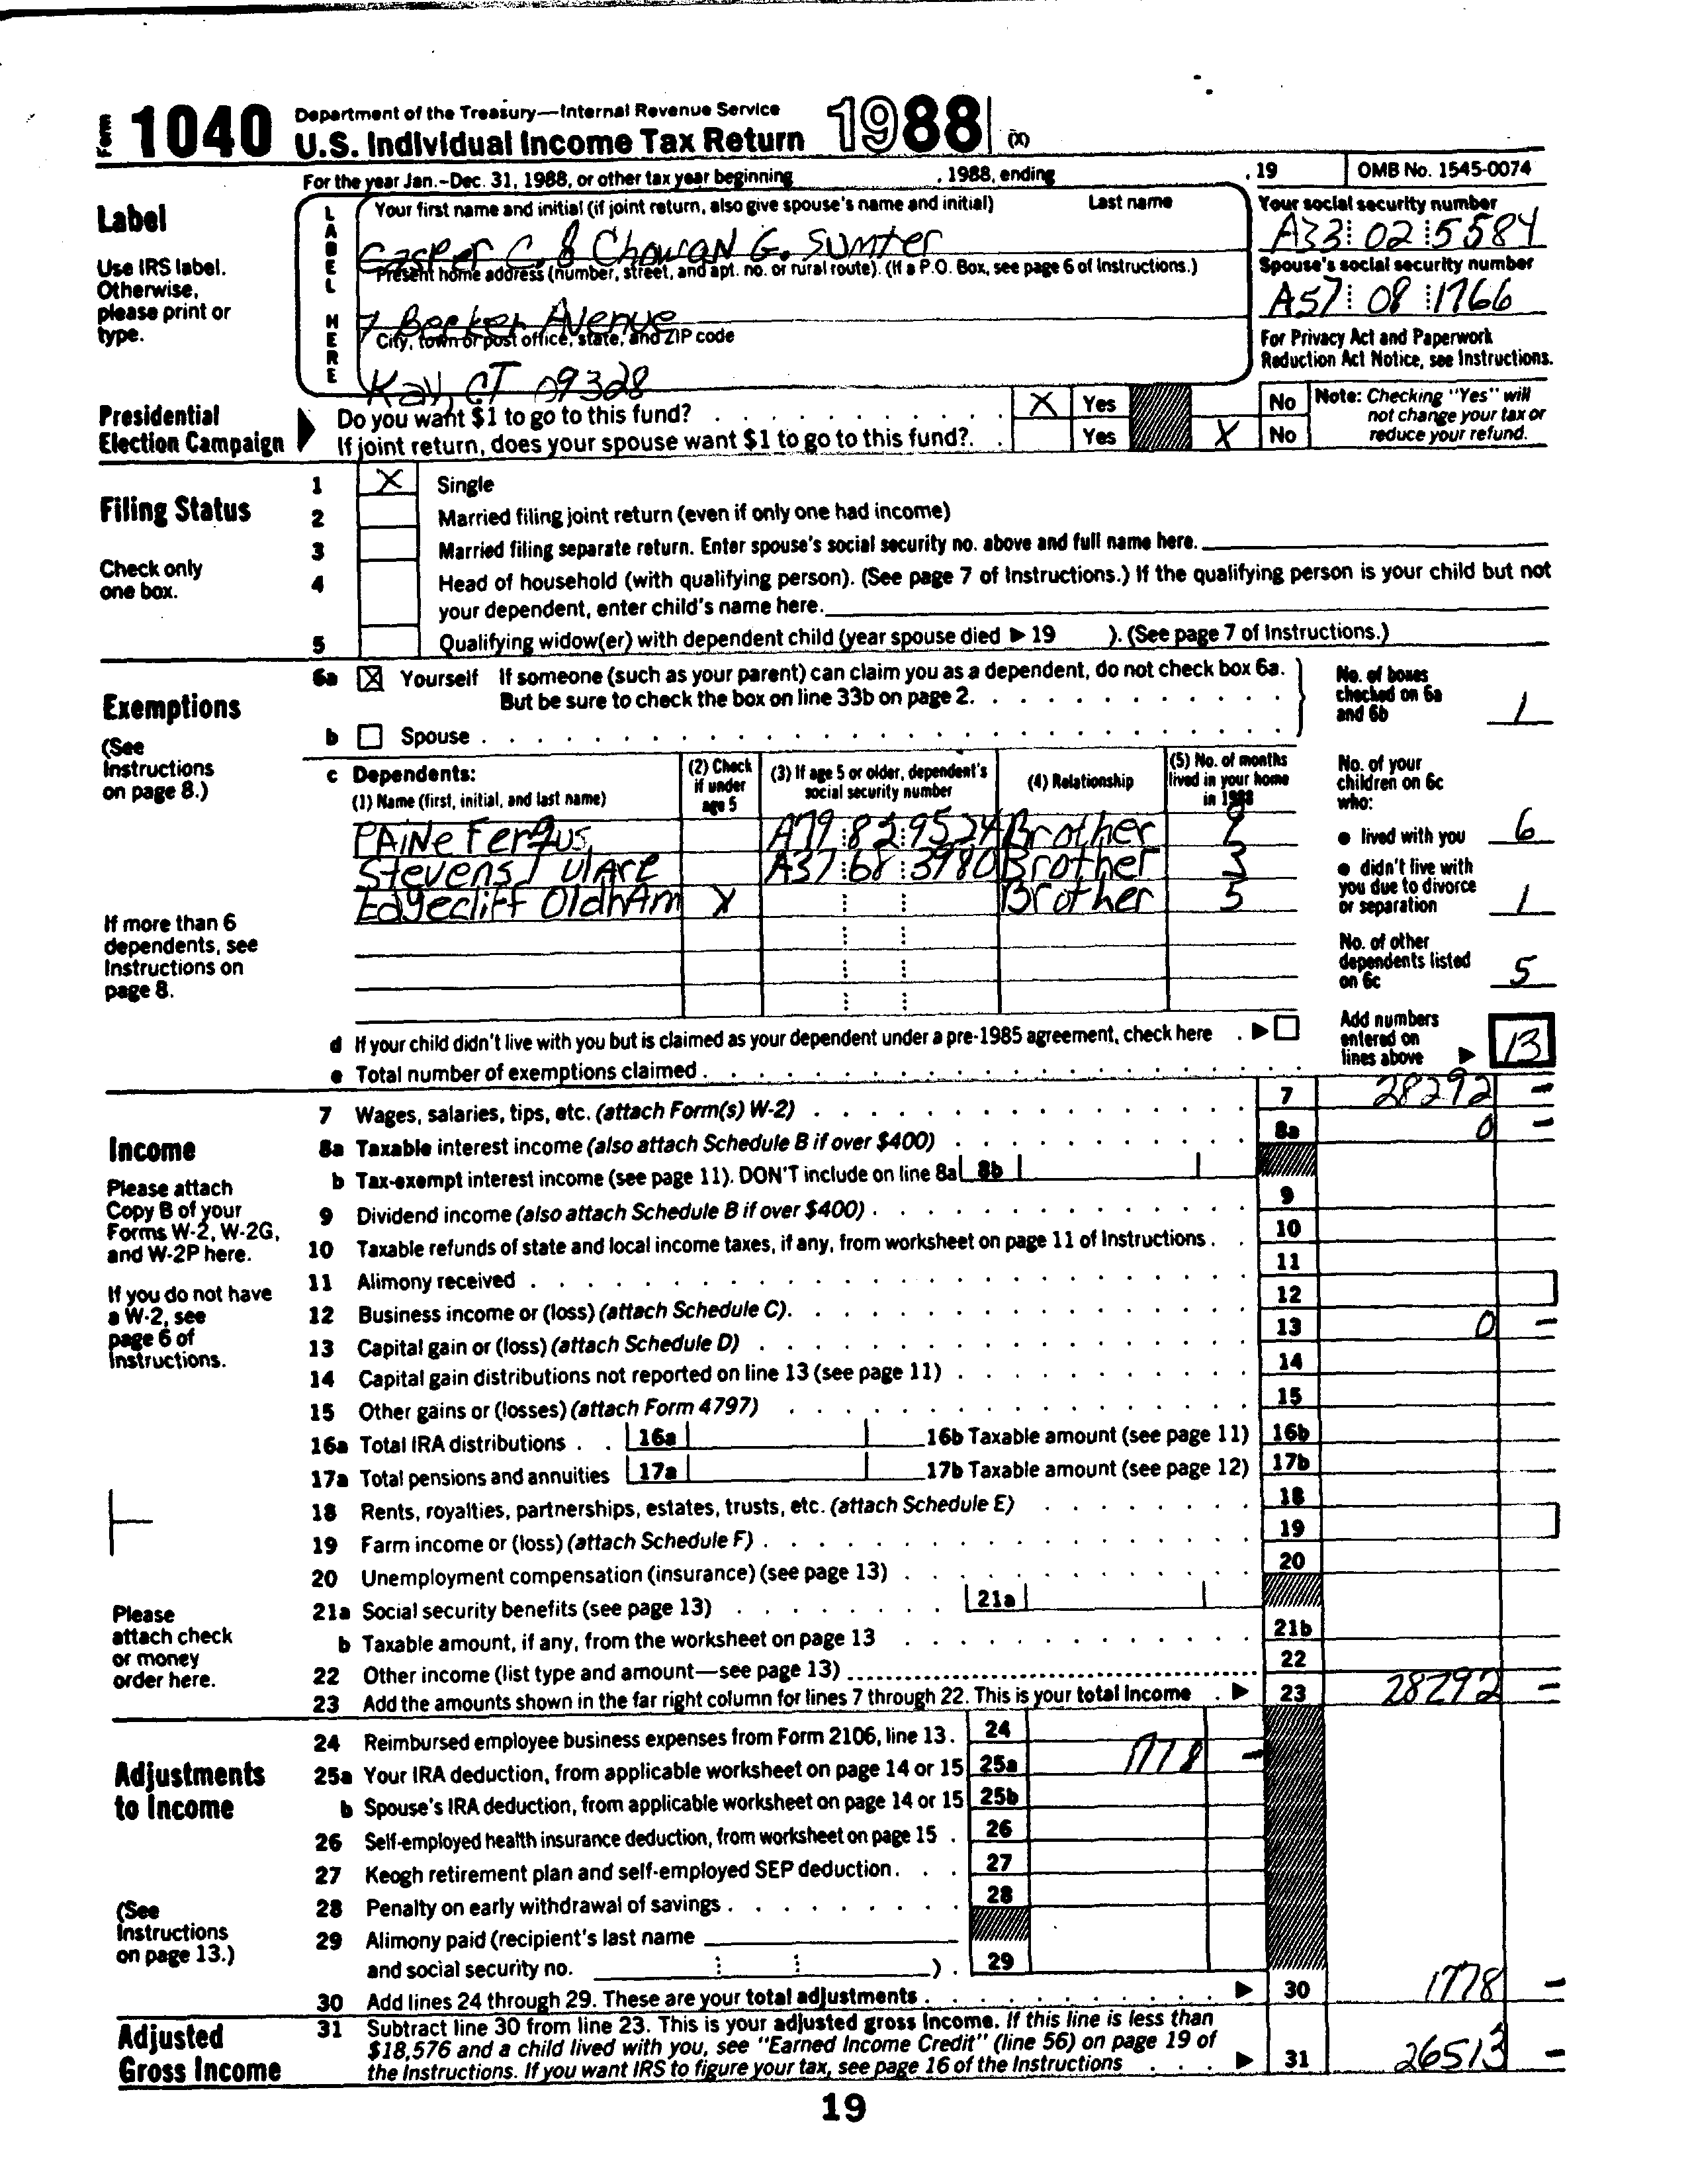 Form 1040 Department of the Treasury—Internal Revenue Service
U.S. Individual Income Tax Return 1988 (X)
For the year Jan.-Dec. 31, 1988, or other tax year beginning , 1988, ending , 19 OMB No. 1545-0074
Label
Use IRS label.
Otherwise,
please print or
type.
LABEL HERE
Your first name and initial (if joint return, also give spouse's name and initial) Last name
Casper C. & Chowan G. Sumter
Present home address (number, street, and apt. no. or rural route). (If a P.O. Box, see page 6 of Instructions.)
7 Becker Avenue
City, town or post office, state, and ZIP code
Kay, CT 09328
Your social security number
A33 02 5584
Spouse's social security number
A57 08 1766
For Privacy Act and Paperwork
Reduction Act Notice, see Instructions.
Presidential
Election Campaign
Do you want $1 to go to this fund? X Yes No
If joint return, does your spouse want $1 to go to this fund? Yes X No
Note: Checking "Yes" will
not change your tax or
reduce your refund.
Filing Status
Check only
one box.
1 X Single
2 Married filing joint return (even if only one had income)
3 Married filing separate return. Enter spouse's social security no. above and full name here.
4 Head of household (with qualifying person). (See page 7 of Instructions.) If the qualifying person is your child but not
your dependent, enter child's name here.
5 Qualifying widow(er) with dependent child (year spouse died ▶ 19 ). (See page 7 of Instructions.)
Exemptions
(See
Instructions
on page 8.)
If more than 6
dependents, see
Instructions on
page 8.
6a X Yourself If someone (such as your parent) can claim you as a dependent, do not check box 6a.
But be sure to check the box on line 33b on page 2.
b Spouse
c Dependents:
(1) Name (first, initial, and last name)
(2) Check
if under
age 5
(3) If age 5 or older, dependent's
social security number
(4) Relationship
(5) No. of months
lived in your home
in 1988
PAINe Fergus, A79 82 9524 Brother
Stevens Tulare A37 68 3980 Brother 3
Edgecliff Oldham X Brother 5
No. of boxes
checked on 6a
and 6b 1
No. of your
children on 6c
who:
● lived with you 6
● didn't live with
you due to divorce
or separation 1
No. of other
dependents listed
on 6c 5
Add numbers
entered on
lines above ▶ 13
d If your child didn't live with you but is claimed as your dependent under a pre-1985 agreement, check here ▶
e Total number of exemptions claimed
Income
Please attach
Copy B of your
Forms W-2, W-2G,
and W-2P here.
If you do not have
a W-2, see
page 6 of
Instructions.
Please
attach check
or money
order here.
7 Wages, salaries, tips, etc. (attach Form(s) W-2) 7 28292 —
8a Taxable interest income (also attach Schedule B if over $400) 8a 0 —
b Tax-exempt interest income (see page 11). DON'T include on line 8a 8b
9 Dividend income (also attach Schedule B if over $400) 9
10 Taxable refunds of state and local income taxes, if any, from worksheet on page 11 of Instructions 10
11 Alimony received 11
12 Business income or (loss) (attach Schedule C) 12
13 Capital gain or (loss) (attach Schedule D) 13 0 —
14 Capital gain distributions not reported on line 13 (see page 11) 14
15 Other gains or (losses) (attach Form 4797) 15
16a Total IRA distributions 16a 16b Taxable amount (see page 11) 16b
17a Total pensions and annuities 17a 17b Taxable amount (see page 12) 17b
18 Rents, royalties, partnerships, estates, trusts, etc. (attach Schedule E) 18
19 Farm income or (loss) (attach Schedule F) 19
20 Unemployment compensation (insurance) (see page 13) 20
21a Social security benefits (see page 13) 21a
b Taxable amount, if any, from the worksheet on page 13 21b
22 Other income (list type and amount—see page 13) 22
23 Add the amounts shown in the far right column for lines 7 through 22. This is your total income ▶ 23 28292 —
Adjustments
to Income
(See
Instructions
on page 13.)
24 Reimbursed employee business expenses from Form 2106, line 13. 24
25a Your IRA deduction, from applicable worksheet on page 14 or 15 25a 1778 —
b Spouse's IRA deduction, from applicable worksheet on page 14 or 15 25b
26 Self-employed health insurance deduction, from worksheet on page 15 26
27 Keogh retirement plan and self-employed SEP deduction 27
28 Penalty on early withdrawal of savings 28
29 Alimony paid (recipient's last name
and social security no. ) 29
30 Add lines 24 through 29. These are your total adjustments ▶ 30 1778 —
Adjusted
Gross Income
31 Subtract line 30 from line 23. This is your adjusted gross income. If this line is less than
$18,576 and a child lived with you, see "Earned Income Credit" (line 56) on page 19 of
the Instructions. If you want IRS to figure your tax, see page 16 of the Instructions ▶ 31 26513 —
19